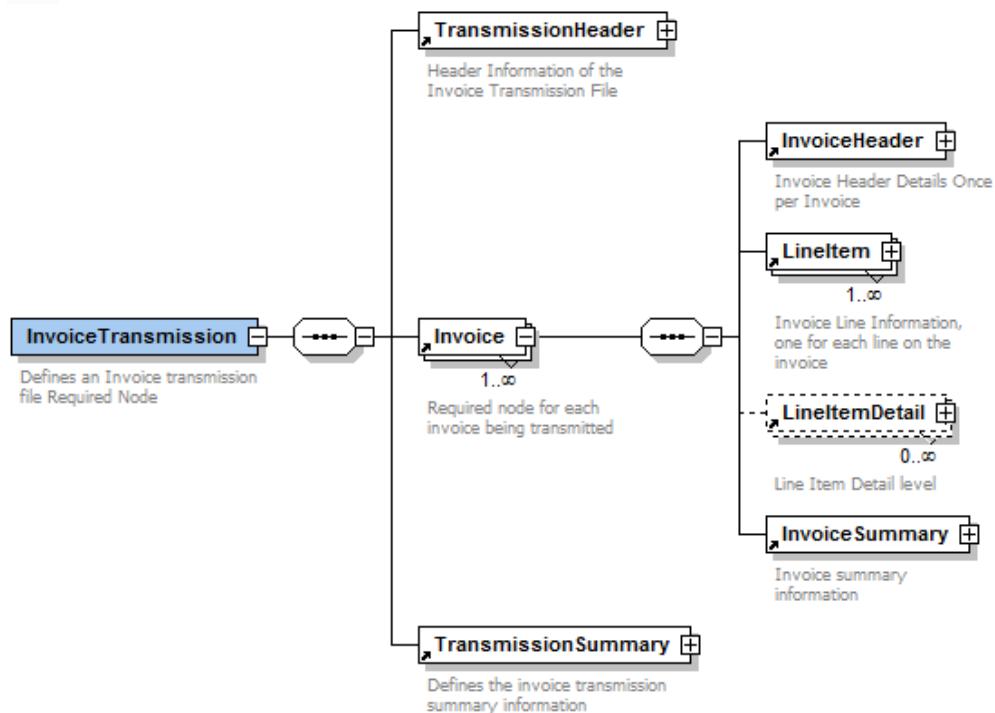 TransmissionHeader
Header Information of the
Invoice Transmission File
InvoiceHeader
Invoice Header Details Once
per Invoice
LineItem
1..∞
Invoice Line Information,
one for each line on the
invoice
InvoiceTransmission
Defines an Invoice transmission
file Required Node
Invoice
1..∞
Required node for each
invoice being transmitted
LineItemDetail
0..∞
Line Item Detail level
InvoiceSummary
Invoice summary
information
TransmissionSummary
Defines the invoice transmission
summary information